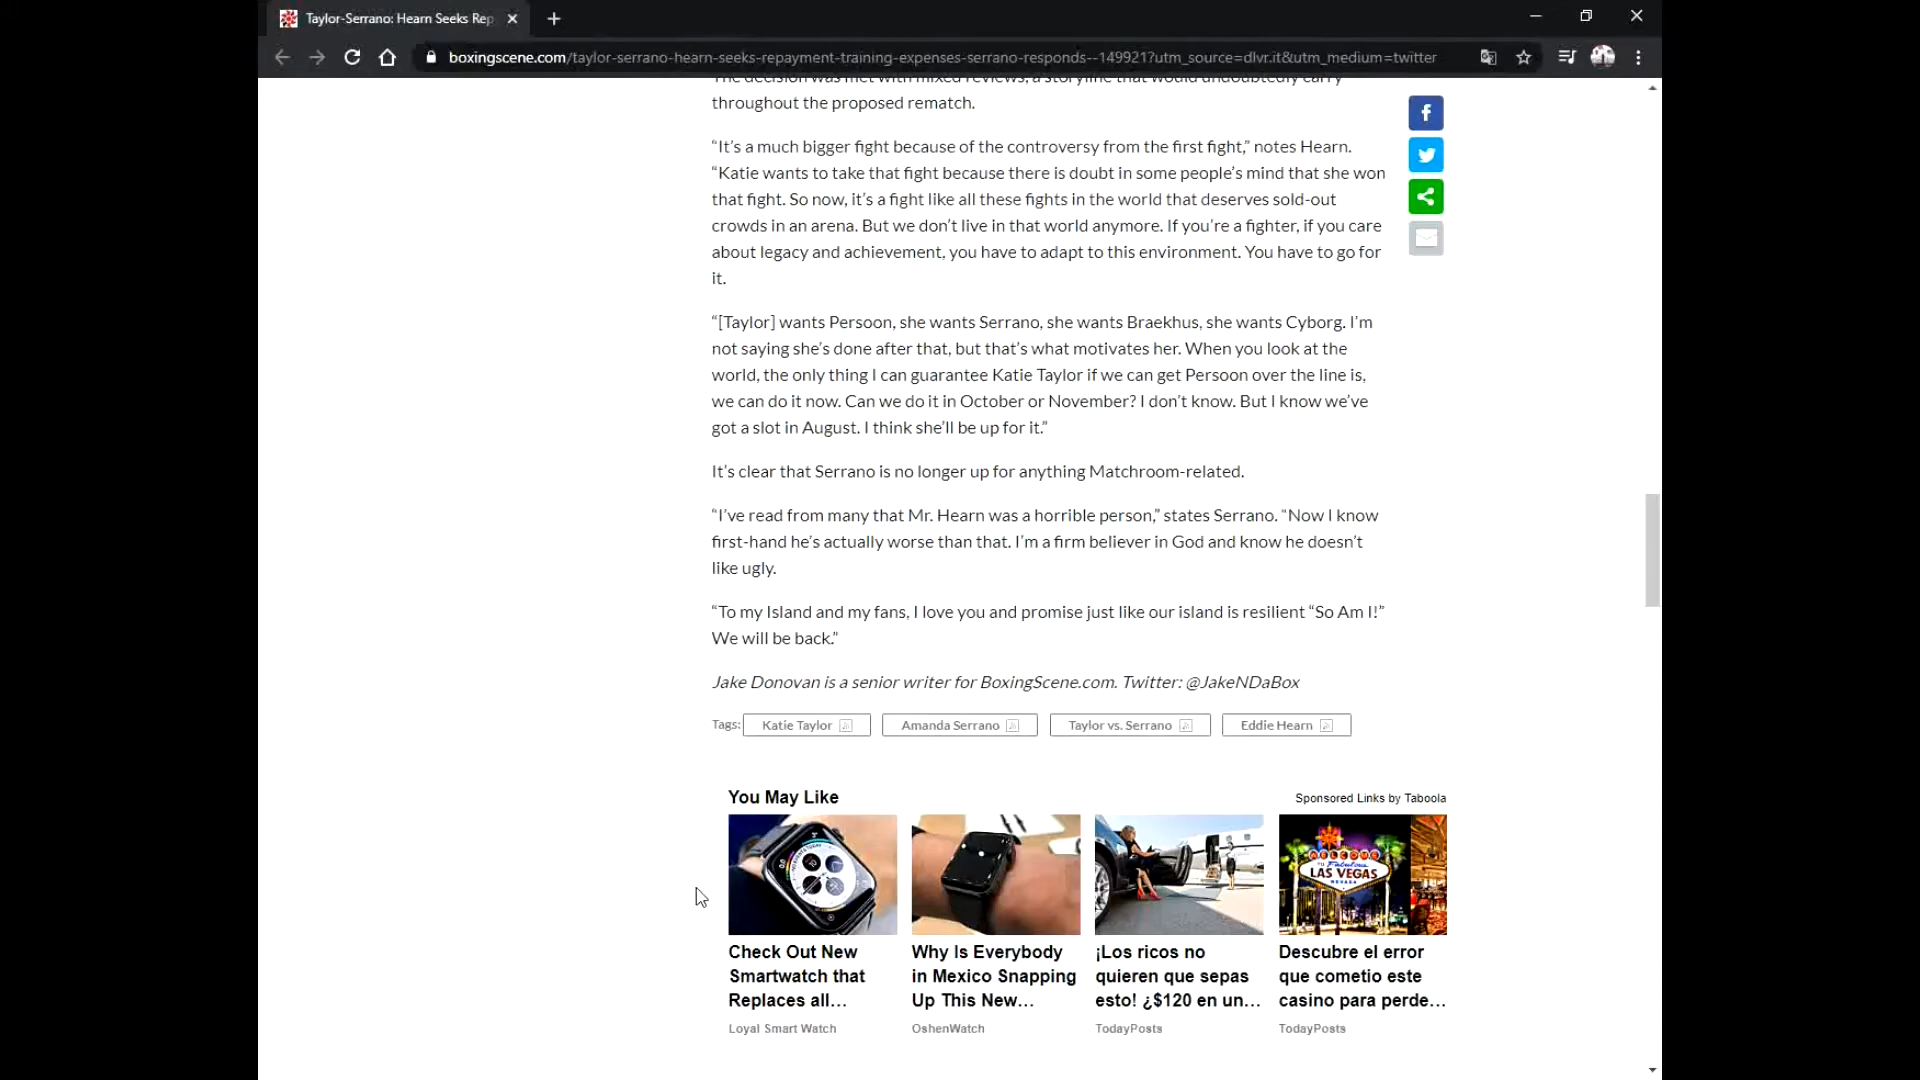 Taylor-Serrano: Hearn Seeks Rep
boxingscene.com/taylor-serrano-hearn-seeks-repayment-training-expenses-serrano-responds--149921?utm_source=dlvr.it&utm_medium=twitter
The decision was met with mixed reviews, a storyline that would undoubtedly carry
throughout the proposed rematch.
“It’s a much bigger fight because of the controversy from the first fight,” notes Hearn.
“Katie wants to take that fight because there is doubt in some people’s mind that she won
that fight. So now, it’s a fight like all these fights in the world that deserves sold-out
crowds in an arena. But we don’t live in that world anymore. If you’re a fighter, if you care
about legacy and achievement, you have to adapt to this environment. You have to go for
it.
“[Taylor] wants Persoon, she wants Serrano, she wants Braekhus, she wants Cyborg. I’m
not saying she’s done after that, but that’s what motivates her. When you look at the
world, the only thing I can guarantee Katie Taylor if we can get Persoon over the line is,
we can do it now. Can we do it in October or November? I don’t know. But I know we’ve
got a slot in August. I think she’ll be up for it.”
It’s clear that Serrano is no longer up for anything Matchroom-related.
“I’ve read from many that Mr. Hearn was a horrible person,” states Serrano. “Now I know
first-hand he’s actually worse than that. I’m a firm believer in God and know he doesn’t
like ugly.
“To my Island and my fans, I love you and promise just like our island is resilient “So Am I!”
We will be back.”
Jake Donovan is a senior writer for BoxingScene.com. Twitter: @JakeNDaBox
Tags: Katie Taylor Amanda Serrano Taylor vs. Serrano Eddie Hearn
You May Like
Sponsored Links by Taboola
WELCOME
TO Fabulous
LAS VEGAS
NEVADA
Check Out New
Smartwatch that
Replaces all...
Loyal Smart Watch
Why Is Everybody
in Mexico Snapping
Up This New...
OshenWatch
¡Los ricos no
quieren que sepas
esto! ¿$120 en un...
TodayPosts
Descubre el error
que cometio este
casino para perde...
TodayPosts